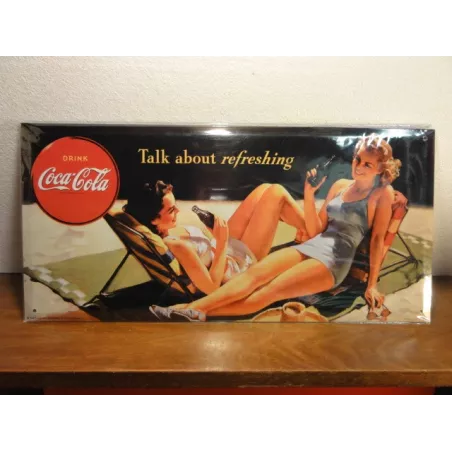 DRINK
Coca-Cola
Talk about refreshing